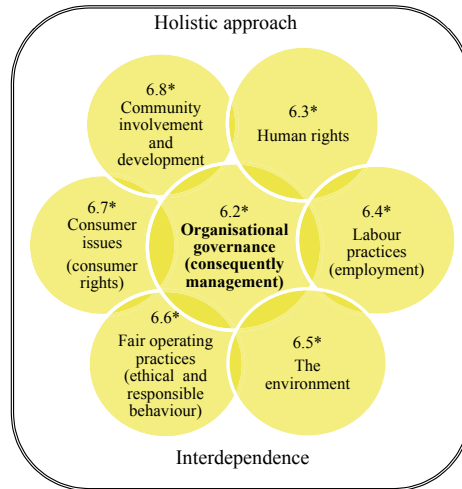 Holistic approach
6.8*
Community
involvement
and
development
6.3*
Human rights
6.7*
Consumer
issues
(consumer
rights)
6.2*
Organisational
governance
(consequently
management)
6.4*
Labour
practices
(employment)
6.6*
Fair operating
practices
(ethical and
responsible
behaviour)
6.5*
The
environment
Interdependence